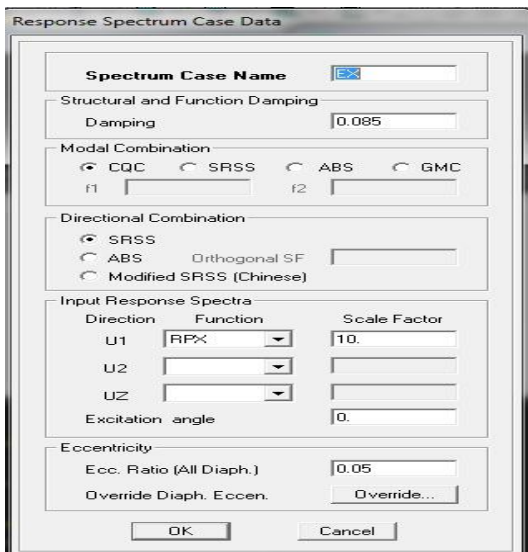 Response Spectrum Case Data
Spectrum Case Name EX
Structural and Function Damping
Damping 0.085
Modal Combination
CQC SRSS ABS GMC
f1 f2
Directional Combination
SRSS
ABS Orthogonal SF
Modified SRSS (Chinese)
Input Response Spectra
Direction Function Scale Factor
U1 RPX 10.
U2
UZ
Excitation angle 0.
Eccentricity
Ecc. Ratio (All Diaph.) 0.05
Override Diaph. Eccen. Override...
OK Cancel